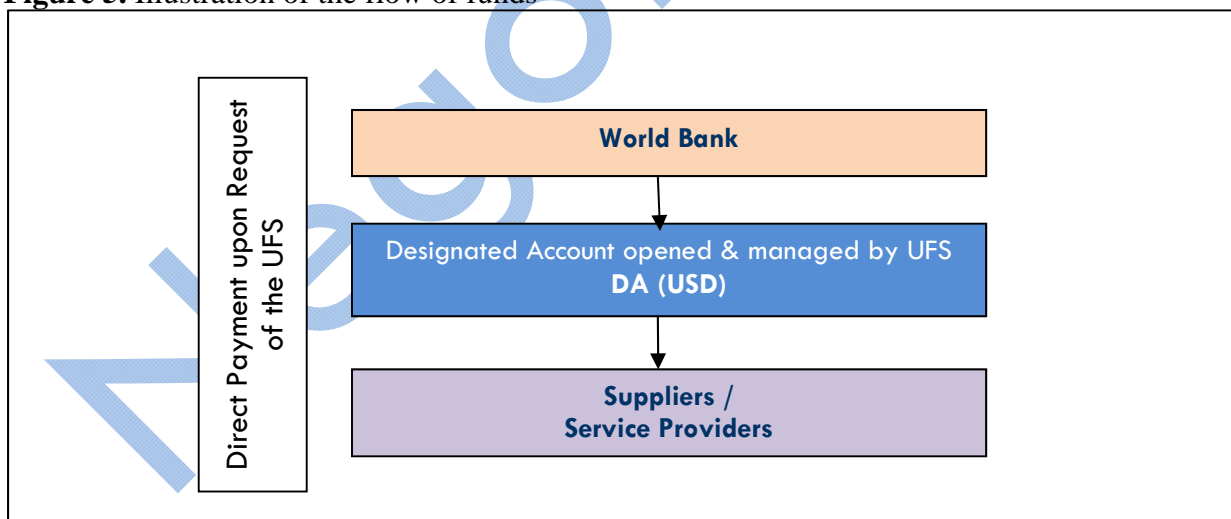 Figure 3. Illustration of the flow of funds
Direct Payment upon Request
of the UFS
World Bank
Designated Account opened & managed by UFS
DA (USD)
Suppliers /
Service Providers